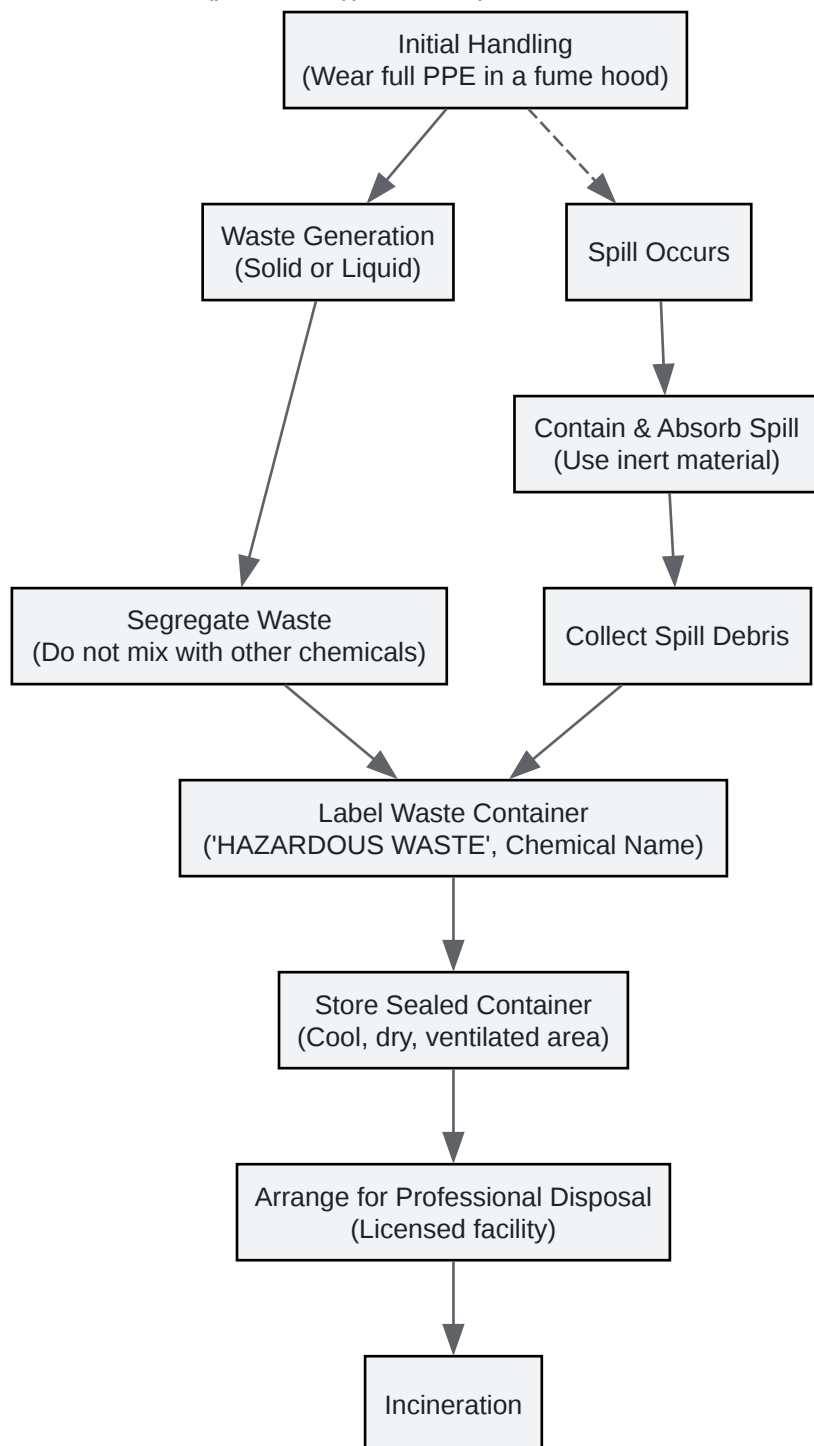 Initial Handling
(Wear full PPE in a fume hood)
Waste Generation
(Solid or Liquid)
Spill Occurs
Contain & Absorb Spill
(Use inert material)
Segregate Waste
(Do not mix with other chemicals)
Collect Spill Debris
Label Waste Container
('HAZARDOUS WASTE', Chemical Name)
Store Sealed Container
(Cool, dry, ventilated area)
Arrange for Professional Disposal
(Licensed facility)
Incineration